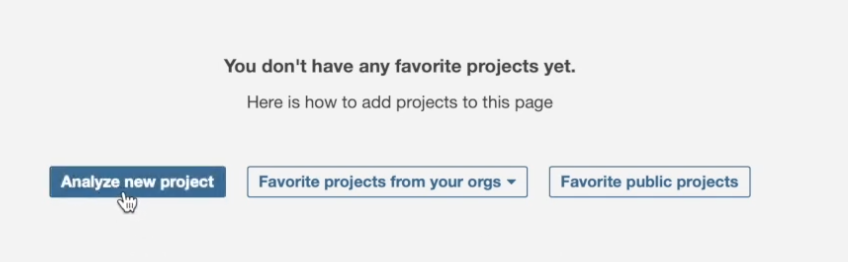 You don't have any favorite projects yet.
Here is how to add projects to this page
Analyze new project
Favorite projects from your orgs
Favorite public projects